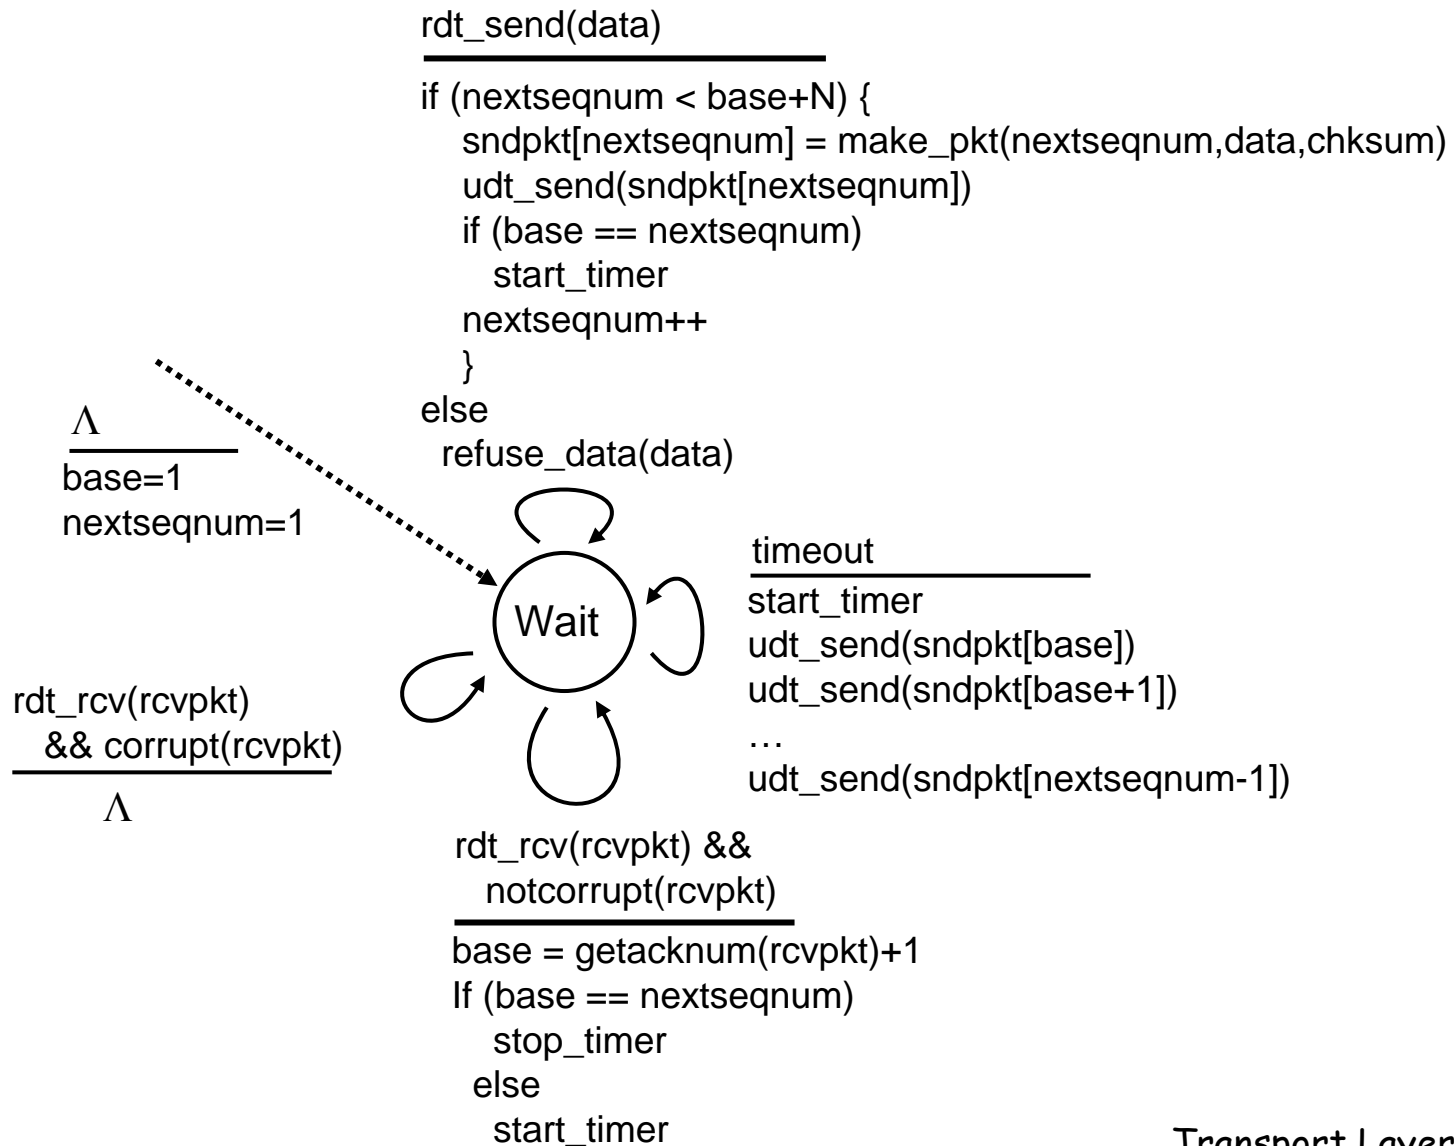 rdt_send(data)
if (nextseqnum < base+N) {
sndpkt[nextseqnum] = make_pkt(nextseqnum,data,chksum)
udt_send(sndpkt[nextseqnum])
if (base == nextseqnum)
start_timer
nextseqnum++
}
else
refuse_data(data)
Λ
base=1
nextseqnum=1
Wait
timeout
start_timer
udt_send(sndpkt[base])
udt_send(sndpkt[base+1])
…
udt_send(sndpkt[nextseqnum-1])
rdt_rcv(rcvpkt)
&& corrupt(rcvpkt)
Λ
rdt_rcv(rcvpkt) &&
notcorrupt(rcvpkt)
base = getacknum(rcvpkt)+1
If (base == nextseqnum)
stop_timer
else
start_timer
Transport Layer